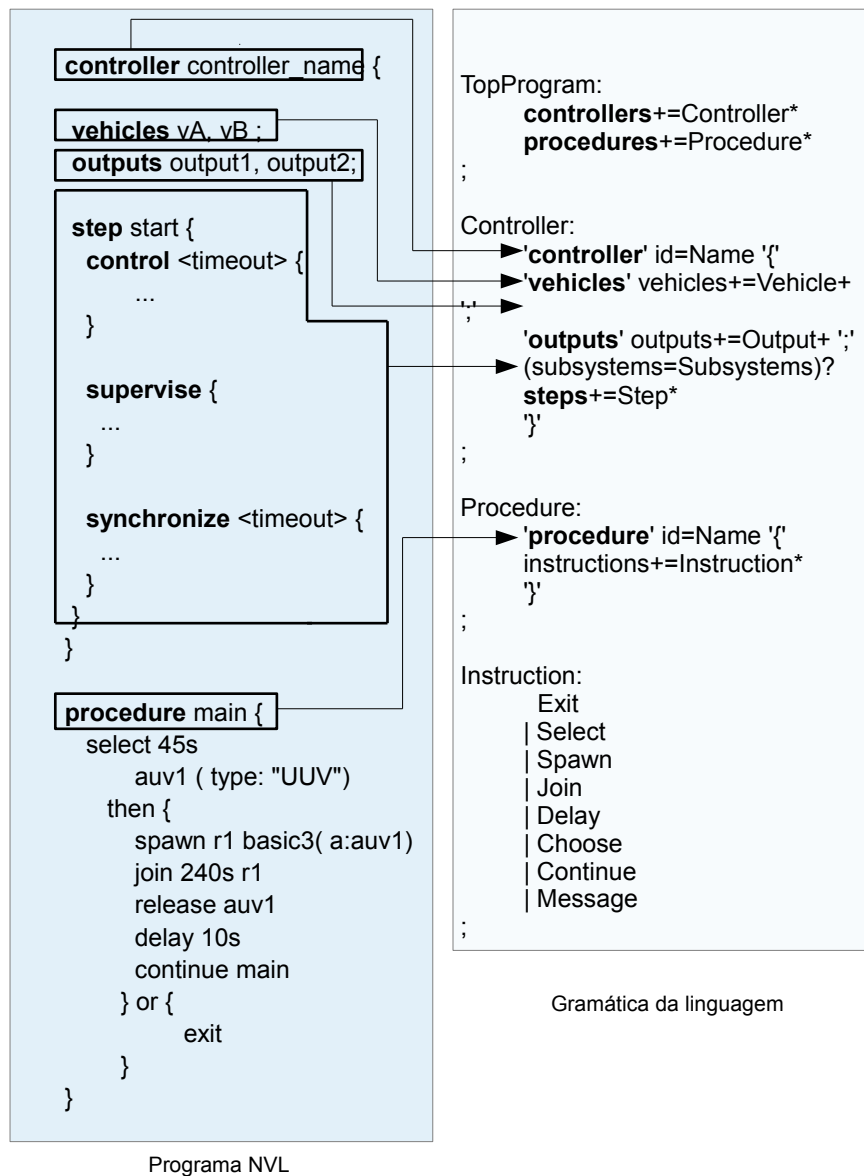 controller controller_name {
vehicles vA, vB ;
outputs output1, output2;
step start {
control <timeout> {
...
}
supervise {
...
}
synchronize <timeout> {
...
}
}
}
procedure main {
select 45s
auv1 ( type: "UUV")
then {
spawn r1 basic3( a:auv1)
join 240s r1
release auv1
delay 10s
continue main
} or {
exit
}
}
Programa NVL
TopProgram:
controllers+=Controller*
procedures+=Procedure*
;
Controller:
'controller' id=Name '{'
'vehicles' vehicles+=Vehicle+
';'
'outputs' outputs+=Output+ ';'
(subsystems=Subsystems)?
steps+=Step*
'}'
;
Procedure:
'procedure' id=Name '{'
instructions+=Instruction*
'}'
;
Instruction:
Exit
| Select
| Spawn
| Join
| Delay
| Choose
| Continue
| Message
;
Gramática da linguagem